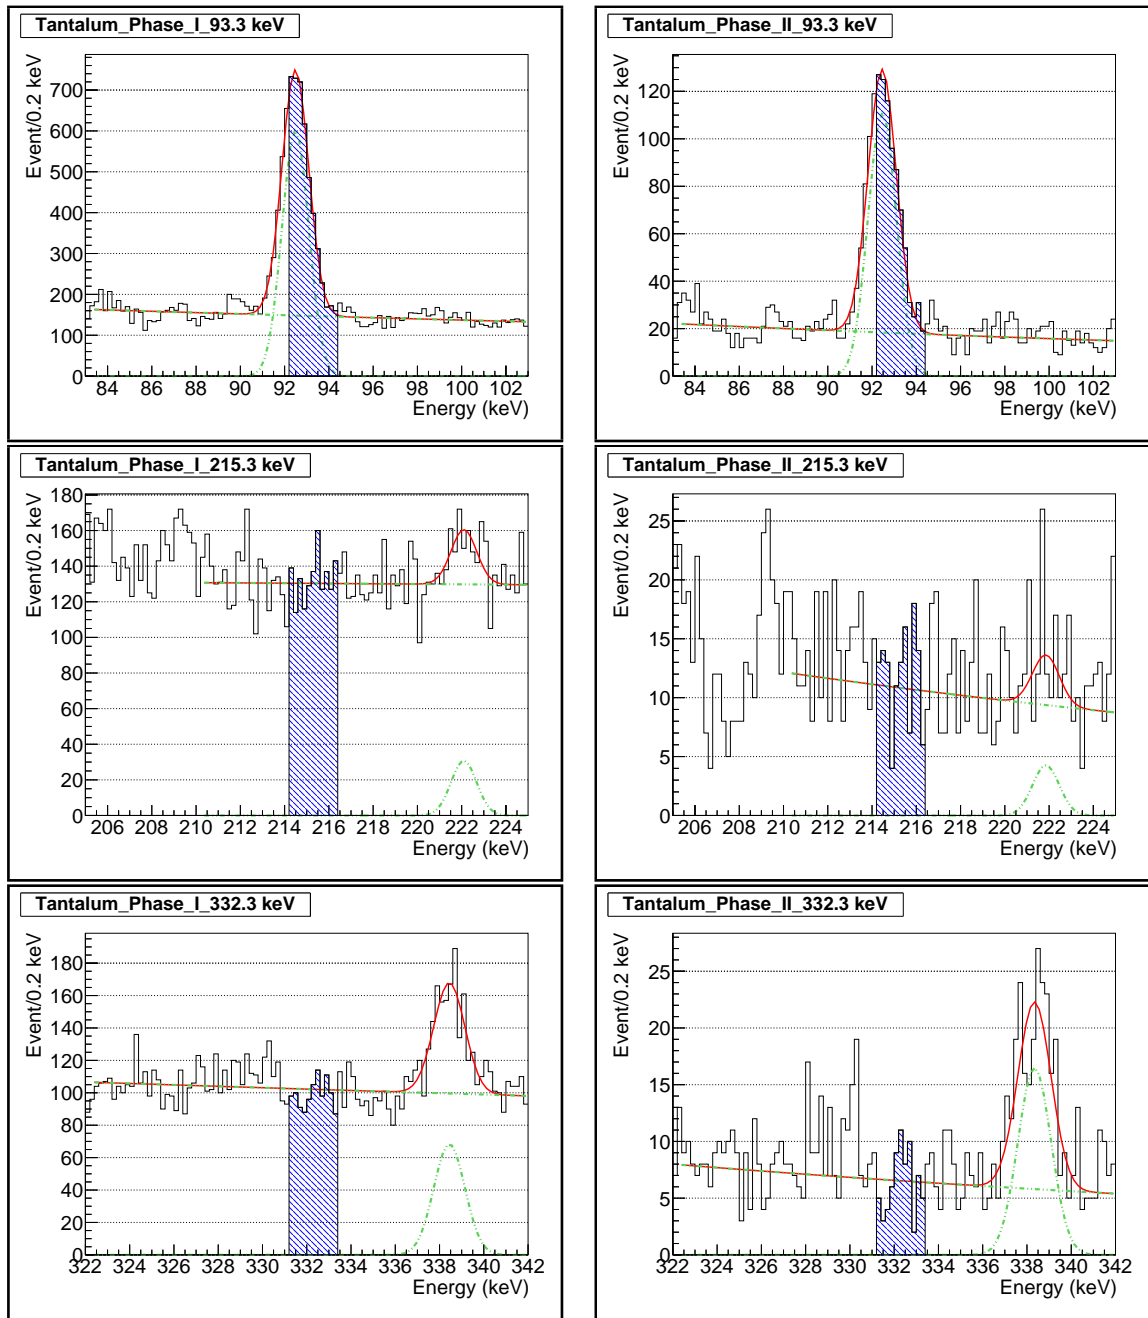 Tantalum_Phase_I_93.3 keV
Event/0.2 keV
700
600
500
400
300
200
100
0
84 86 88 90 92 94 96 98 100 102
Energy (keV)
Tantalum_Phase_II_93.3 keV
Event/0.2 keV
120
100
80
60
40
20
0
84 86 88 90 92 94 96 98 100 102
Energy (keV)
Tantalum_Phase_I_215.3 keV
Event/0.2 keV
180
160
140
120
100
80
60
40
20
0
206 208 210 212 214 216 218 220 222 224
Energy (keV)
Tantalum_Phase_II_215.3 keV
Event/0.2 keV
25
20
15
10
5
0
206 208 210 212 214 216 218 220 222 224
Energy (keV)
Tantalum_Phase_I_332.3 keV
Event/0.2 keV
180
160
140
120
100
80
60
40
20
0
322 324 326 328 330 332 334 336 338 340 342
Energy (keV)
Tantalum_Phase_II_332.3 keV
Event/0.2 keV
25
20
15
10
5
0
322 324 326 328 330 332 334 336 338 340 342
Energy (keV)